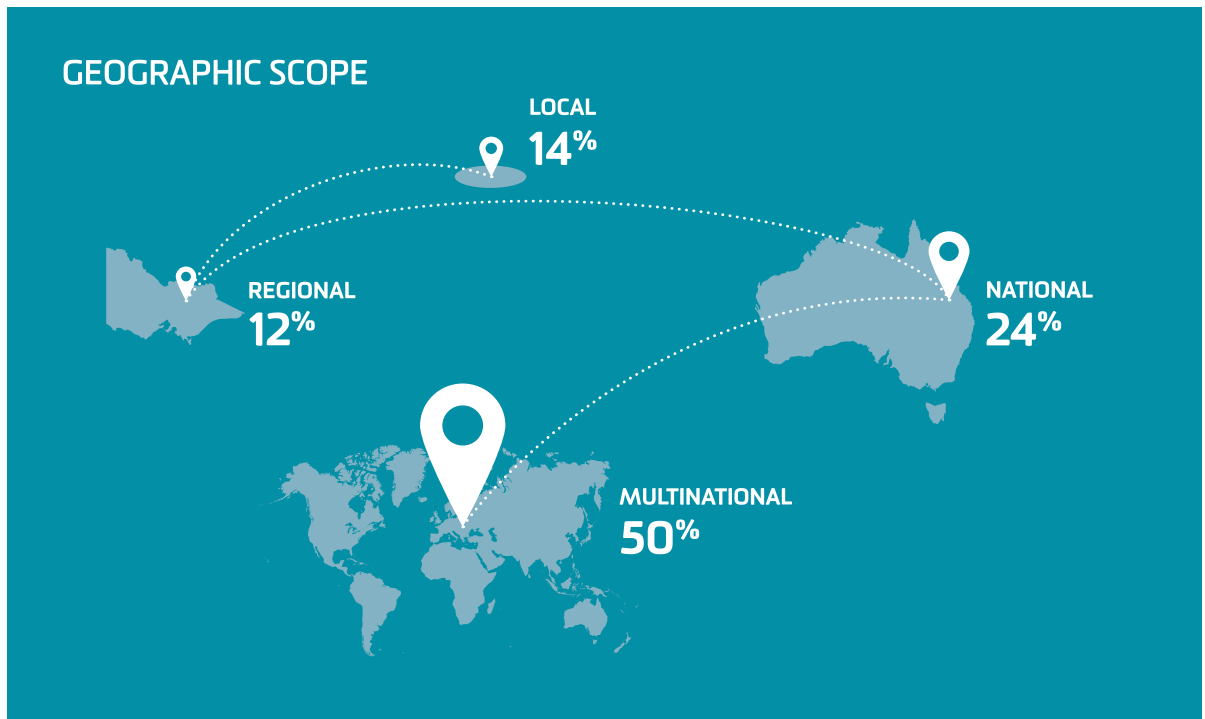 GEOGRAPHIC SCOPE
LOCAL
14%
REGIONAL
12%
NATIONAL
24%
MULTINATIONAL
50%